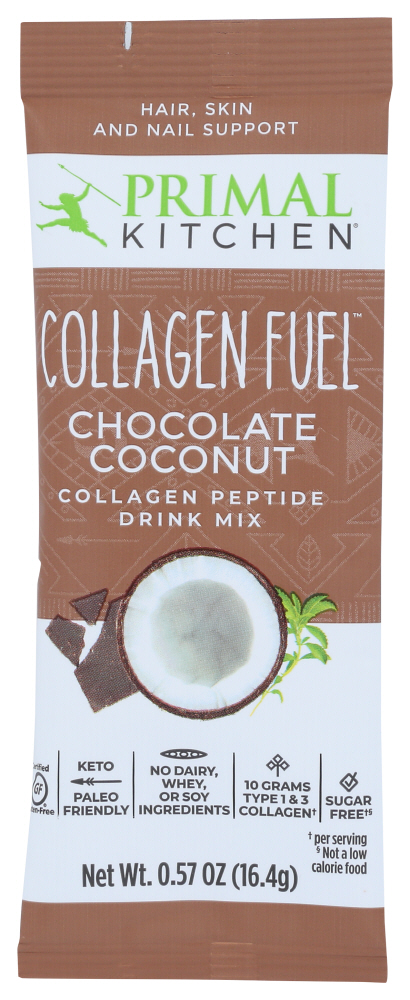 HAIR, SKIN
AND NAIL SUPPORT
PRIMAL
KITCHEN®
COLLAGEN FUEL™
CHOCOLATE
COCONUT
COLLAGEN PEPTIDE
DRINK MIX
GF
KETO
PALEO
FRIENDLY
NO DAIRY,
WHEY,
OR SOY
INGREDIENTS
10 GRAMS
TYPE 1 & 3
COLLAGEN†
SUGAR
FREE†§
† per serving
§ Not a low
calorie food
Net Wt. 0.57 OZ (16.4g)